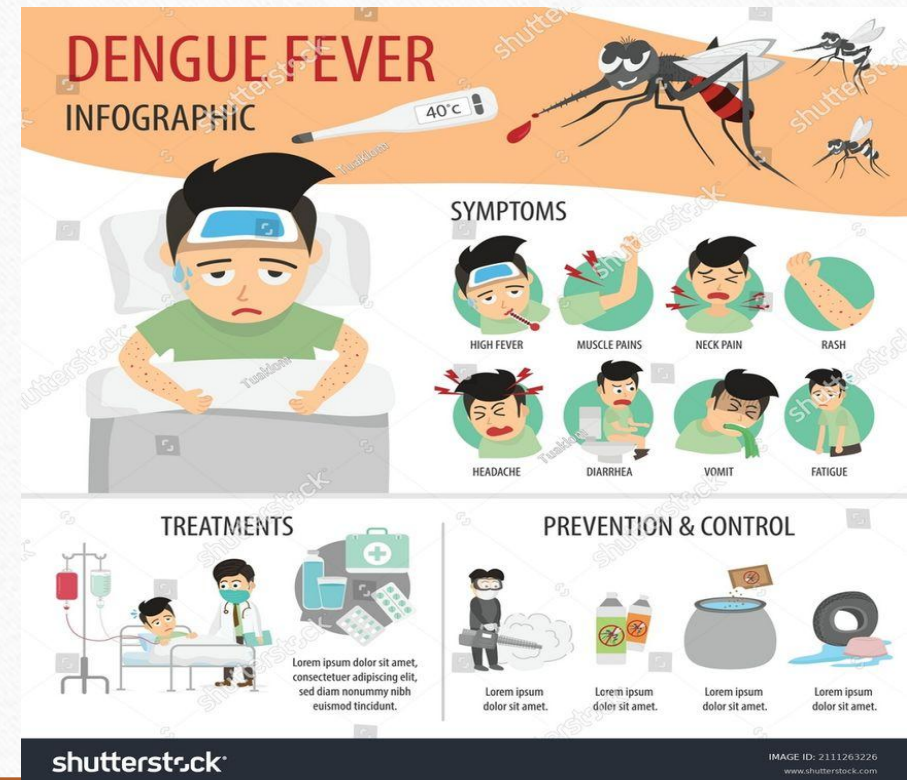 DENGUE FEVER
INFOGRAPHIC
40°c
SYMPTOMS
HIGH FEVER
MUSCLE PAINS
NECK PAIN
RASH
HEADACHE
DIARRHEA
VOMIT
FATIGUE
TREATMENTS
Lorem ipsum dolor sit amet,
consectetuer adipiscing elit,
sed diam nonummy nibh
euismod tincidunt.
PREVENTION & CONTROL
Lorem ipsum
dolor sit amet.
Lorem ipsum
dolor sit amet.
Lorem ipsum
dolor sit amet.
Lorem ipsum
dolor sit amet.
shutterstock
IMAGE ID: 2111263226
www.shutterstock.com